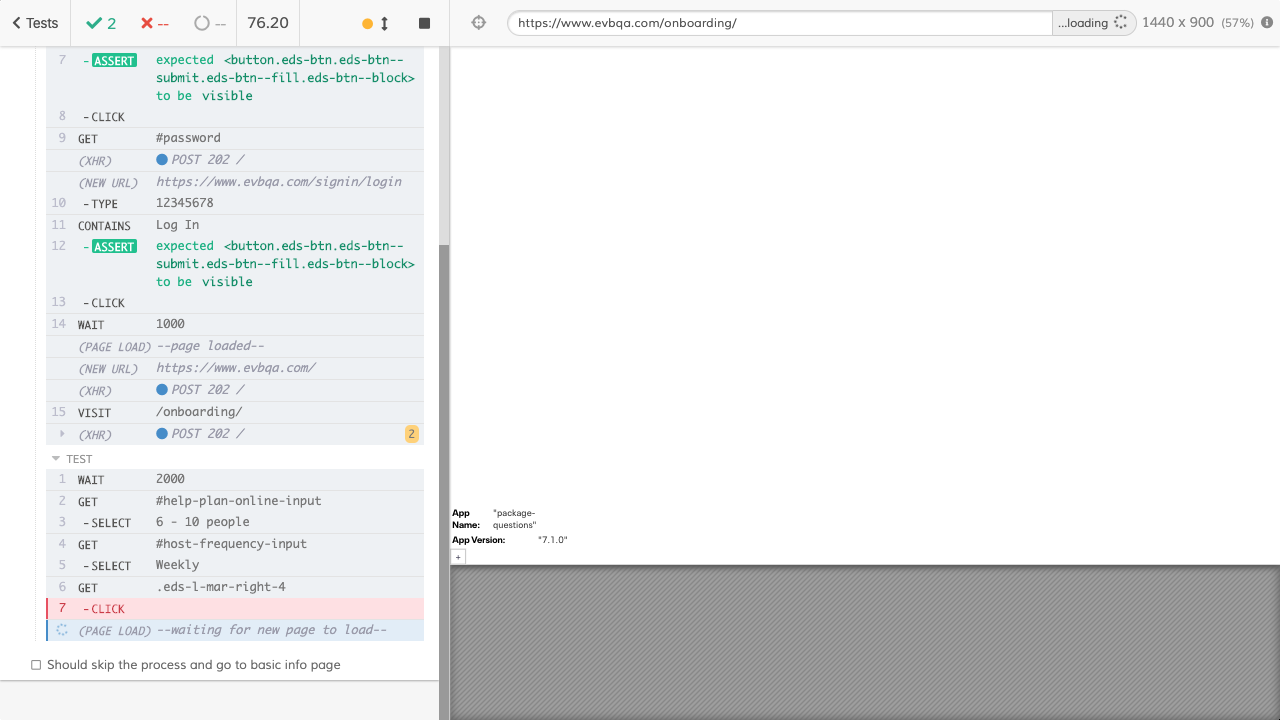 Tests
2
--
--
76.20
https://www.evbqa.com/onboarding/
...loading
1440 x 900 (57%)
7 - ASSERT expected <button.eds-btn.eds-btn--
submit.eds-btn--fill.eds-btn--block>
to be visible
8 - CLICK
9 GET #password
(XHR) POST 202 /
(NEW URL) https://www.evbqa.com/signin/login
10 - TYPE 12345678
11 CONTAINS Log In
12 - ASSERT expected <button.eds-btn.eds-btn--
submit.eds-btn--fill.eds-btn--block>
to be visible
13 - CLICK
14 WAIT 1000
(PAGE LOAD) --page loaded--
(NEW URL) https://www.evbqa.com/
(XHR) POST 202 /
15 VISIT /onboarding/
(XHR) POST 202 / 2
TEST
1 WAIT 2000
2 GET #help-plan-online-input
3 - SELECT 6 - 10 people
4 GET #host-frequency-input
5 - SELECT Weekly
6 GET .eds-l-mar-right-4
7 - CLICK
(PAGE LOAD) --waiting for new page to load--
Should skip the process and go to basic info page
App "package-
Name: questions"
App Version: "7.1.0"
+